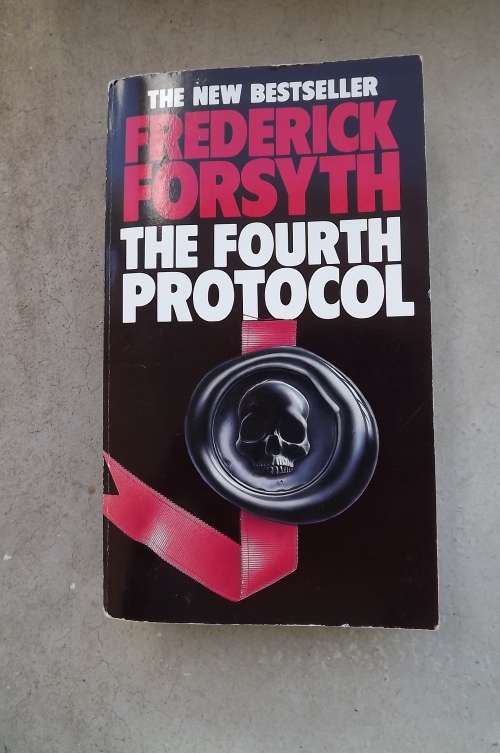 THE NEW BESTSELLER
FREDERICK
FORSYTH
THE FOURTH
PROTOCOL